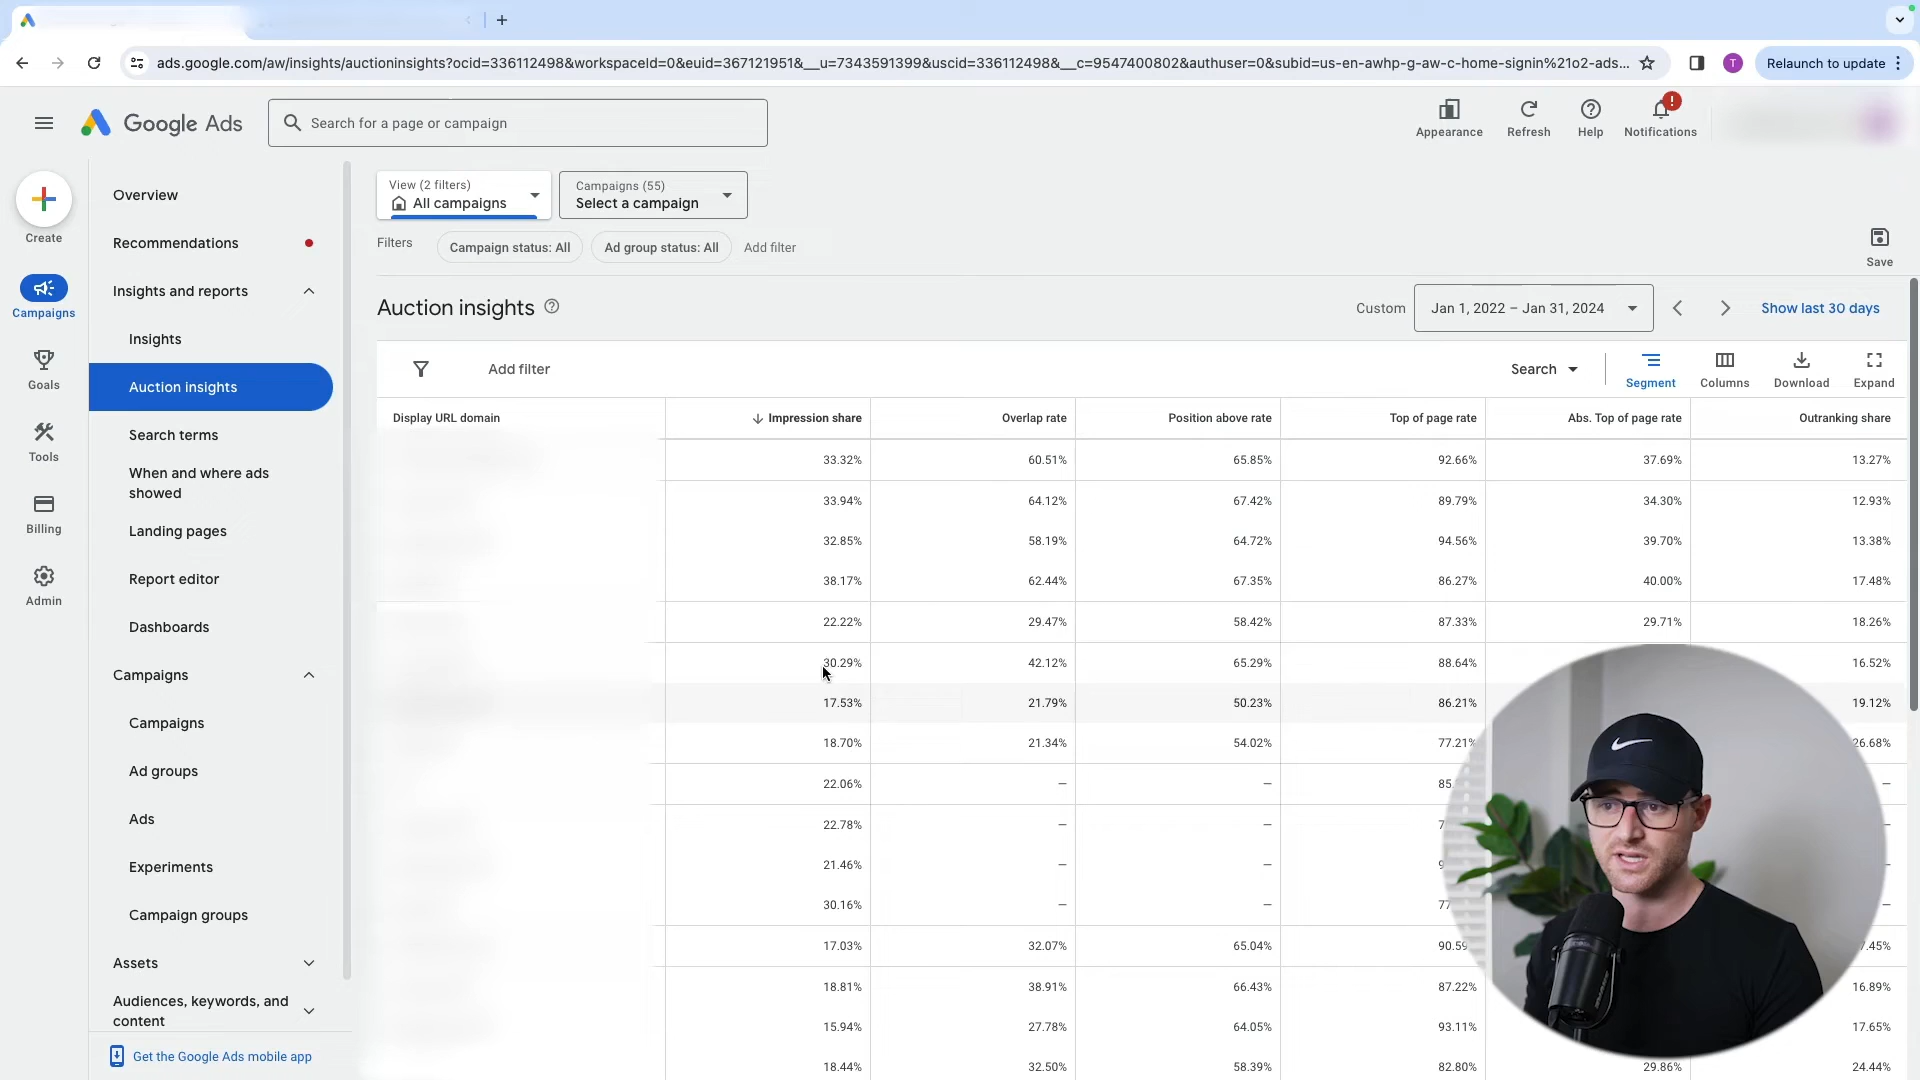 ads.google.com/aw/insights/auctioninsights?ocid=336112498&workspaceId=0&euid=367121951&__u=7343591399&uscid=336112498&__c=9547400802&authuser=0&subid=us-en-awhp-g-aw-c-home-signin%21o2-ads...
T
Relaunch to update
Google Ads
Search for a page or campaign
Appearance
Refresh
Help
!
Notifications
Create
Campaigns
Goals
Tools
Billing
Admin
Overview
Recommendations
Insights and reports
Insights
Auction insights
Search terms
When and where ads
showed
Landing pages
Report editor
Dashboards
Campaigns
Campaigns
Ad groups
Ads
Experiments
Campaign groups
Assets
Audiences, keywords, and
content
Get the Google Ads mobile app
View (2 filters)
All campaigns
Campaigns (55)
Select a campaign
Filters
Campaign status: All
Ad group status: All
Add filter
Save
Auction insights
Custom
Jan 1, 2022 – Jan 31, 2024
Show last 30 days
Add filter
Search
Segment
Columns
Download
Expand
Display URL domain Impression share Overlap rate Position above rate Top of page rate Abs. Top of page rate Outranking share
33.32% 60.51% 65.85% 92.66% 37.69% 13.27%
33.94% 64.12% 67.42% 89.79% 34.30% 12.93%
32.85% 58.19% 64.72% 94.56% 39.70% 13.38%
38.17% 62.44% 67.35% 86.27% 40.00% 17.48%
22.22% 29.47% 58.42% 87.33% 29.71% 18.26%
30.29% 42.12% 65.29% 88.64% 16.52%
17.53% 21.79% 50.23% 86.21% 19.12%
18.70% 21.34% 54.02% 77.21% 26.68%
22.06% – – 85. –
22.78% – – 7 –
21.46% – – 9 –
30.16% – – 77 –
17.03% 32.07% 65.04% 90.59 7.45%
18.81% 38.91% 66.43% 87.22% 16.89%
15.94% 27.78% 64.05% 93.11% 17.65%
18.44% 32.50% 58.39% 82.80% 29.86% 24.44%